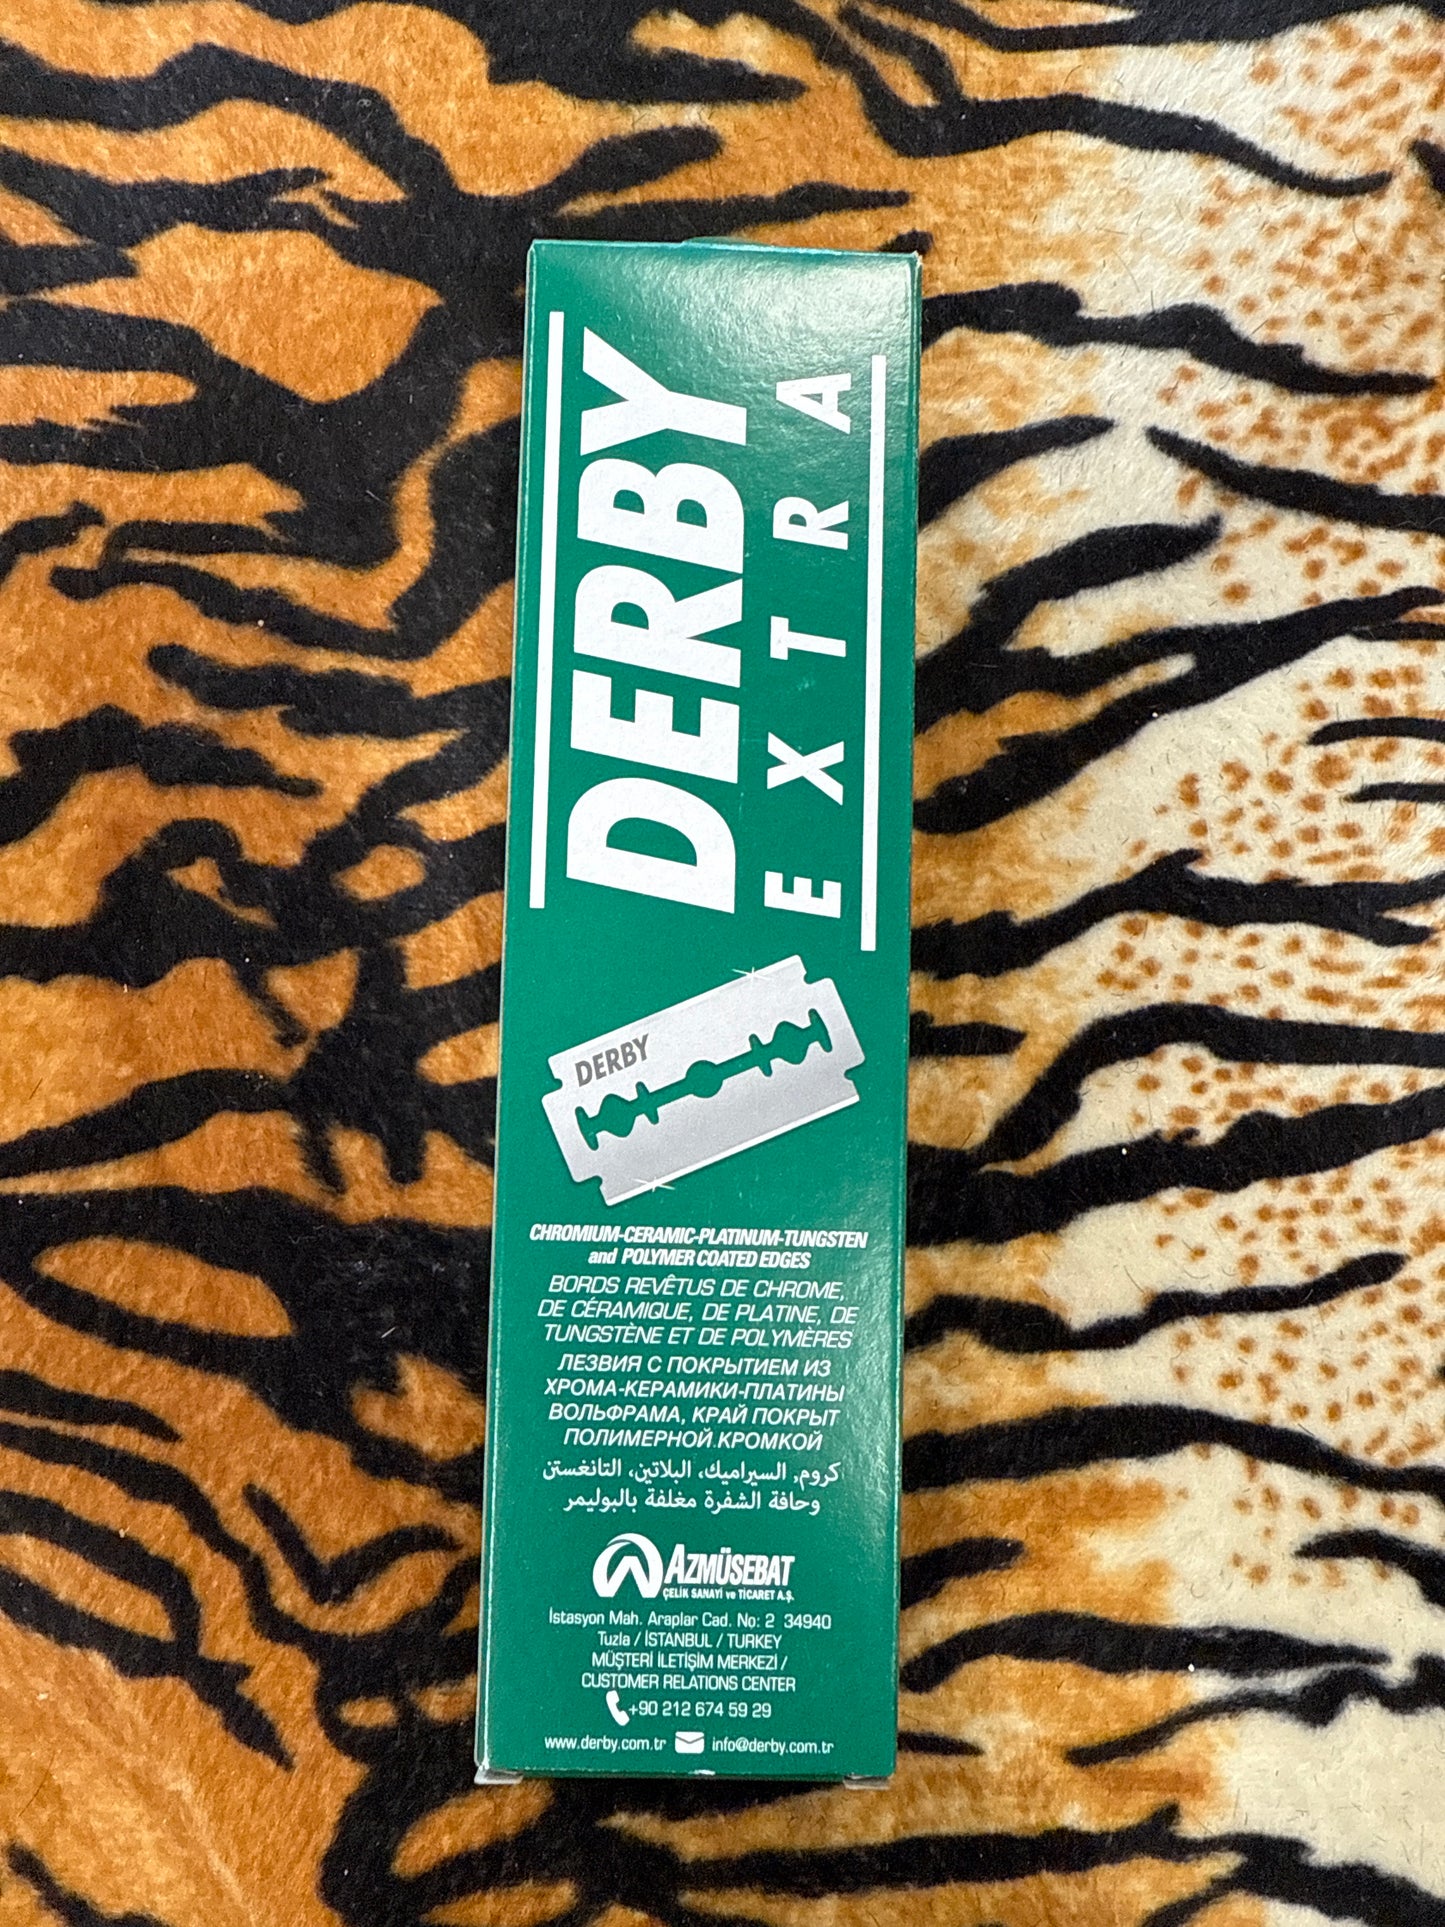 DERBY
EXTRA
DERBY
CHROMIUM-CERAMIC-PLATINUM-TUNGSTEN
and POLYMER COATED EDGES
BORDS REVÊTUS DE CHROME,
DE CÉRAMIQUE, DE PLATINE, DE
TUNGSTÈNE ET DE POLYMÈRES
ЛЕЗВИЯ С ПОКРЫТИЕМ ИЗ
ХРОМА-КЕРАМИКИ-ПЛАТИНЫ
ВОЛЬФРАМА, КРАЙ ПОКРЫТ
ПОЛИМЕРНОЙ.КРОМКОЙ
كروم, السيراميك، البلاتين، التانغستن
وحافة الشفرة مغلفة بالبوليمر
AZMÜSEBAT
ÇELİK SANAYİ ve TİCARET A.Ş.
İstasyon Mah. Araplar Cad. No: 2 34940
Tuzla / İSTANBUL / TURKEY
MÜŞTERİ İLETİŞİM MERKEZİ /
CUSTOMER RELATIONS CENTER
+90 212 674 59 29
www.derby.com.tr info@derby.com.tr